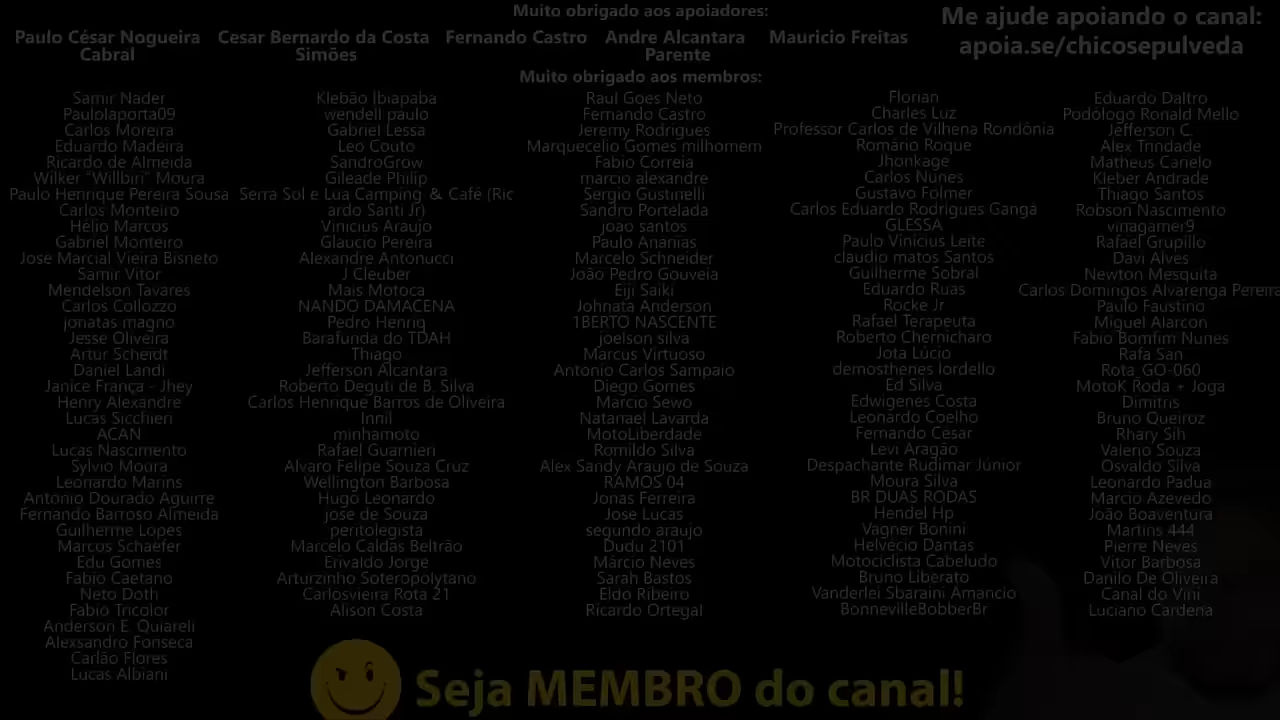 Muito obrigado aos apoiadores:
Me ajude apoiando o canal:
apoia.se/chicosepulveda
Paulo César Nogueira
Cabral
Cesar Bernardo da Costa
Simões
Fernando Castro
Andre Alcantara
Parente
Mauricio Freitas
Muito obrigado aos membros:
Samir Nader
Paulolaporta09
Carlos Moreira
Eduardo Madeira
Ricardo de Almeida
Wilker "Willbiri" Moura
Paulo Henrique Pereira Sousa
Carlos Monteiro
Hélio Marcos
Gabriel Monteiro
Jose Marcial Vieira Bisneto
Samir Vitor
Mendelson Tavares
Carlos Collozzo
jonatas magno
Jesse Oliveira
Artur Scheidt
Daniel Landi
Janice França - Jhey
Henry Alexandre
Lucas Sicchieri
ACAN
Lucas Nascimento
Sylvio Moura
Leonardo Marins
Antonio Dourado Aguirre
Fernando Barroso Almeida
Guilherme Lopes
Marcos Schaefer
Edu Gomes
Fabio Caetano
Neto Doth
Fabio Tricolor
Anderson E. Quiareli
Alexsandro Fonseca
Carlão Flores
Lucas Albiani
Klebão Ibiapaba
wendell paulo
Gabriel Lessa
Leo Couto
SandroGrow
Gileade Philip
Serra Sol e Lua Camping & Café (Ric
ardo Santi Jr)
Vinicius Araujo
Glaucio Pereira
Alexandre Antonucci
J Cleuber
Mais Motoca
NANDO DAMACENA
Pedro Henriq
Barafunda do TDAH
Thiago
Jefferson Alcantara
Roberto Deguti de B. Silva
Carlos Henrique Barros de Oliveira
Innil
minhamoto
Rafael Guarnieri
Alvaro Felipe Souza Cruz
Wellington Barbosa
Hugo Leonardo
jose de Souza
peritolegista
Marcelo Caldas Beltrão
Erivaldo Jorge
Arturzinho Soteropolytano
Carlosvieira Rota 21
Alison Costa
Raul Goes Neto
Fernando Castro
Jeremy Rodrigues
Marquecelio Gomes milhomem
Fabio Correia
marcio alexandre
Sergio Gustinelli
Sandro Portelada
joao santos
Paulo Ananias
Marcelo Schneider
João Pedro Gouveia
Eiji Saiki
Johnata Anderson
1BERTO NASCENTE
joelson silva
Marcus Virtuoso
Antonio Carlos Sampaio
Diego Gomes
Marcio Sewo
Natanael Lavarda
MotoLiberdade
Romildo Silva
Alex Sandy Araujo de Souza
RAMOS 04
Jonas Ferreira
Jose Lucas
segundo araujo
Dudu 2101
Márcio Neves
Sarah Bastos
Eldo Ribeiro
Ricardo Ortegal
Florian
Charles Luz
Professor Carlos de Vilhena Rondônia
Romário Roque
Jhonkage
Carlos Nunes
Gustavo Folmer
Carlos Eduardo Rodrigues Ganga
GLESSA
Paulo Vinicius Leite
claudio matos Santos
Guilherme Sobral
Eduardo Ruas
Rocke Jr
Rafael Terapeuta
Roberto Chernicharo
Jota Lúcio
demosthenes lordello
Ed Silva
Edwigenes Costa
Leonardo Coelho
Fernando César
Levi Aragão
Despachante Rudimar Júnior
Moura Silva
BR DUAS RODAS
Hendel Hp
Vagner Bonini
Helvécio Dantas
Motociclista Cabeludo
Bruno Liberato
Vanderlei Sbaraini Amancio
BonnevilleBobberBr
Eduardo Daltro
Podólogo Ronald Mello
Jefferson C.
Alex Trindade
Matheus Canelo
Kleber Andrade
Thiago Santos
Robson Nascimento
vinagamer9
Rafael Grupillo
Davi Alves
Newton Mesquita
Carlos Domingos Alvarenga Pereira
Paulo Faustino
Miguel Alarcon
Fabio Bomfim Nunes
Rafa San
Rota_GO-060
MotoK Roda + Joga
Dimitris
Bruno Queiroz
Rhary Sih
Valeno Souza
Osvaldo Silva
Leonardo Padua
Marcio Azevedo
João Boaventura
Martins 444
Pierre Neves
Vitor Barbosa
Danilo De Oliveira
Canal do Vini
Luciano Cardena
Seja MEMBRO do canal!